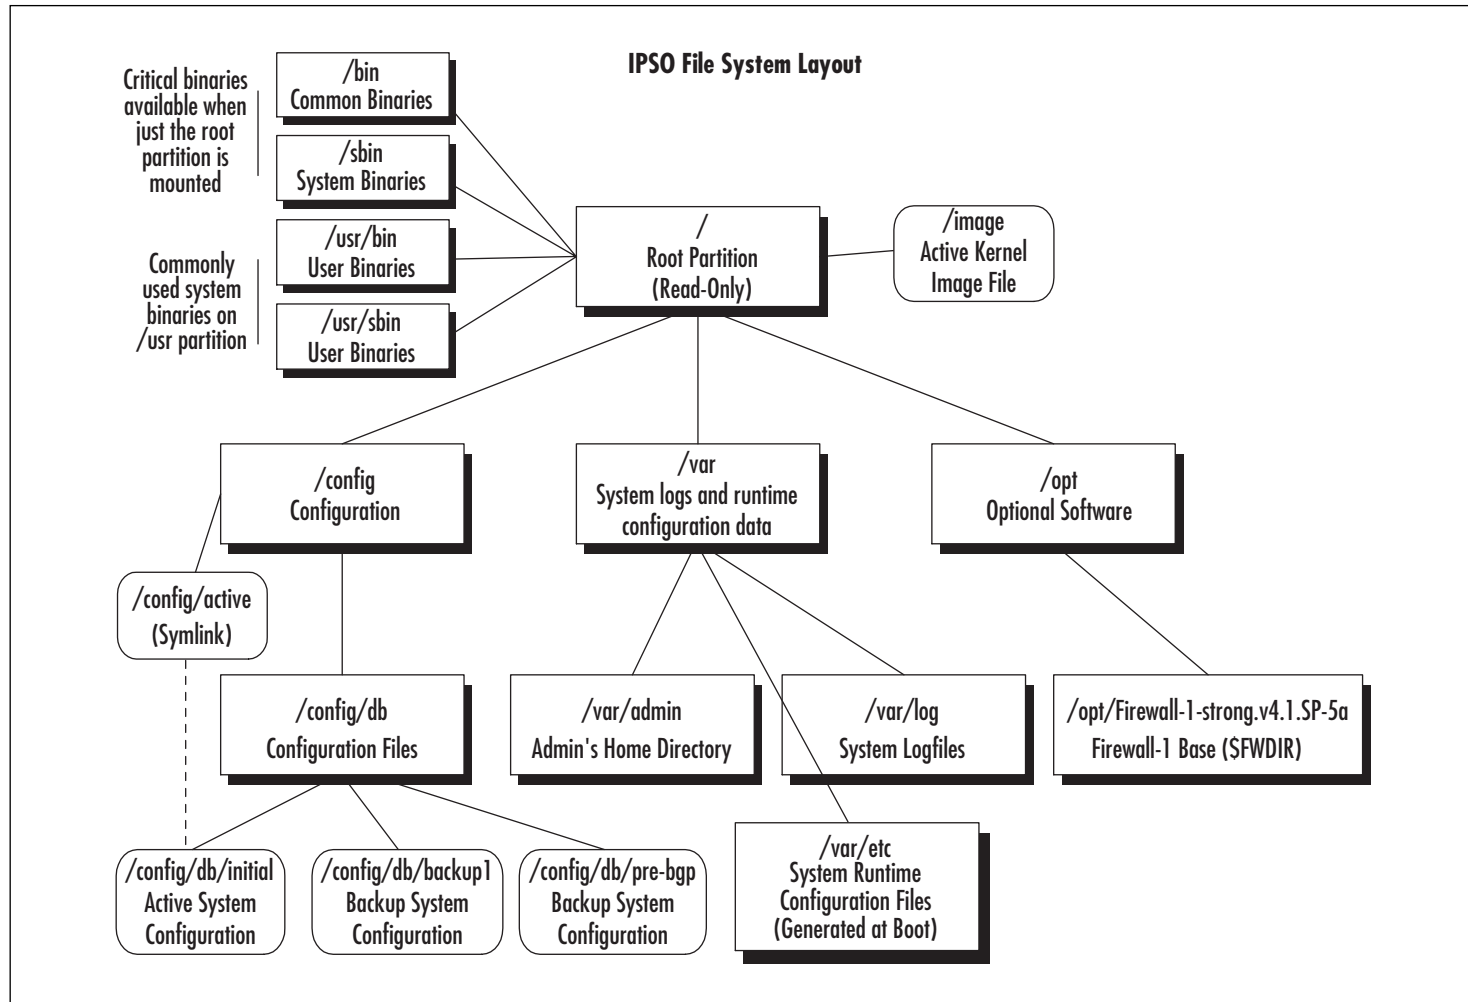 IPSO File System Layout
Critical binaries
available when
just the root
partition is
mounted
/bin
Common Binaries
/sbin
System Binaries
Commonly
used system
binaries on
/usr partition
/usr/bin
User Binaries
/usr/sbin
User Binaries
/
Root Partition
(Read-Only)
/image
Active Kernel
Image File
/config
Configuration
/var
System logs and runtime
configuration data
/opt
Optional Software
/config/active
(Symlink)
/config/db
Configuration Files
/var/admin
Admin's Home Directory
/var/log
System Logfiles
/opt/Firewall-1-strong.v4.1.SP-5a
Firewall-1 Base ($FWDIR)
/config/db/initial
Active System
Configuration
/config/db/backup1
Backup System
Configuration
/config/db/pre-bgp
Backup System
Configuration
/var/etc
System Runtime
Configuration Files
(Generated at Boot)